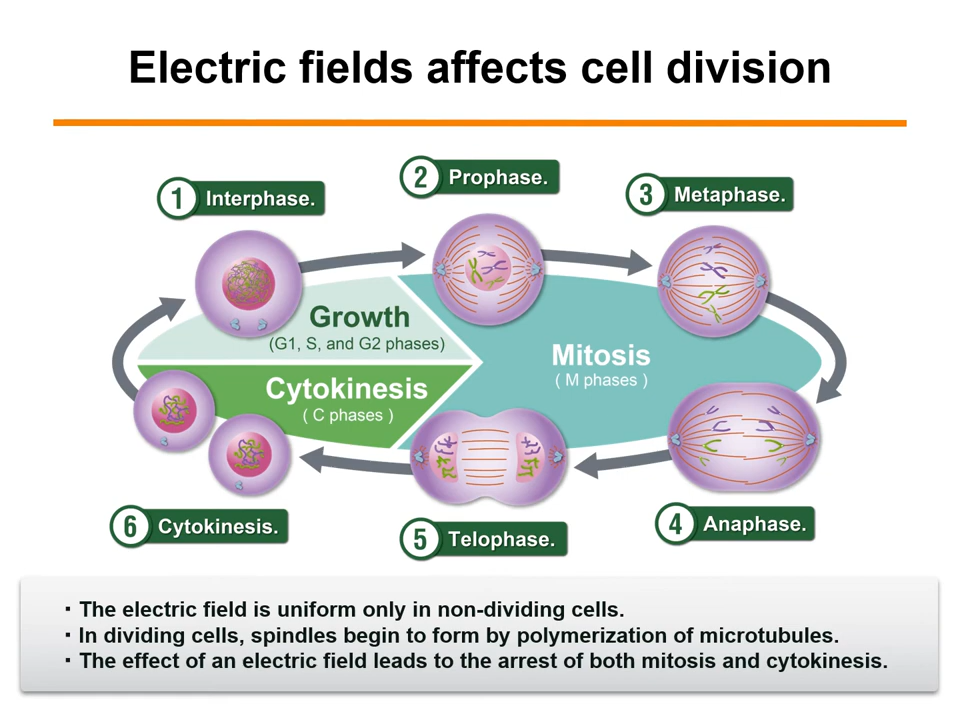 Electric fields affects cell division
1 Interphase.
2 Prophase.
3 Metaphase.
Growth
(G1, S, and G2 phases)
Mitosis
( M phases )
Cytokinesis
( C phases )
6 Cytokinesis.
5 Telophase.
4 Anaphase.
・The electric field is uniform only in non-dividing cells.
・In dividing cells, spindles begin to form by polymerization of microtubules.
・The effect of an electric field leads to the arrest of both mitosis and cytokinesis.